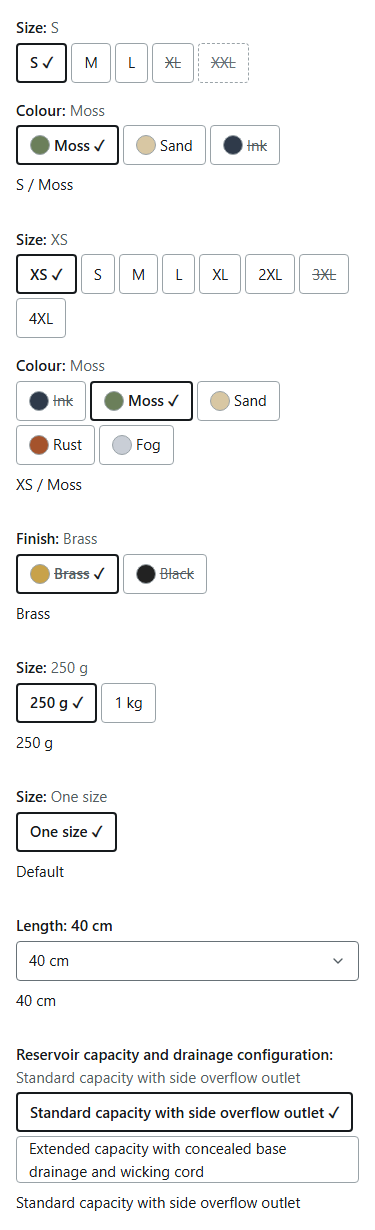 Size: S
S ✓ M L XL XXL
Colour: Moss
Moss ✓ Sand Ink
S / Moss
Size: XS
XS ✓ S M L XL 2XL 3XL
4XL
Colour: Moss
Ink Moss ✓ Sand
Rust Fog
XS / Moss
Finish: Brass
Brass ✓ Black
Brass
Size: 250 g
250 g ✓ 1 kg
250 g
Size: One size
One size ✓
Default
Length: 40 cm
40 cm
40 cm
Reservoir capacity and drainage configuration:
Standard capacity with side overflow outlet
Standard capacity with side overflow outlet ✓
Extended capacity with concealed base
drainage and wicking cord
Standard capacity with side overflow outlet